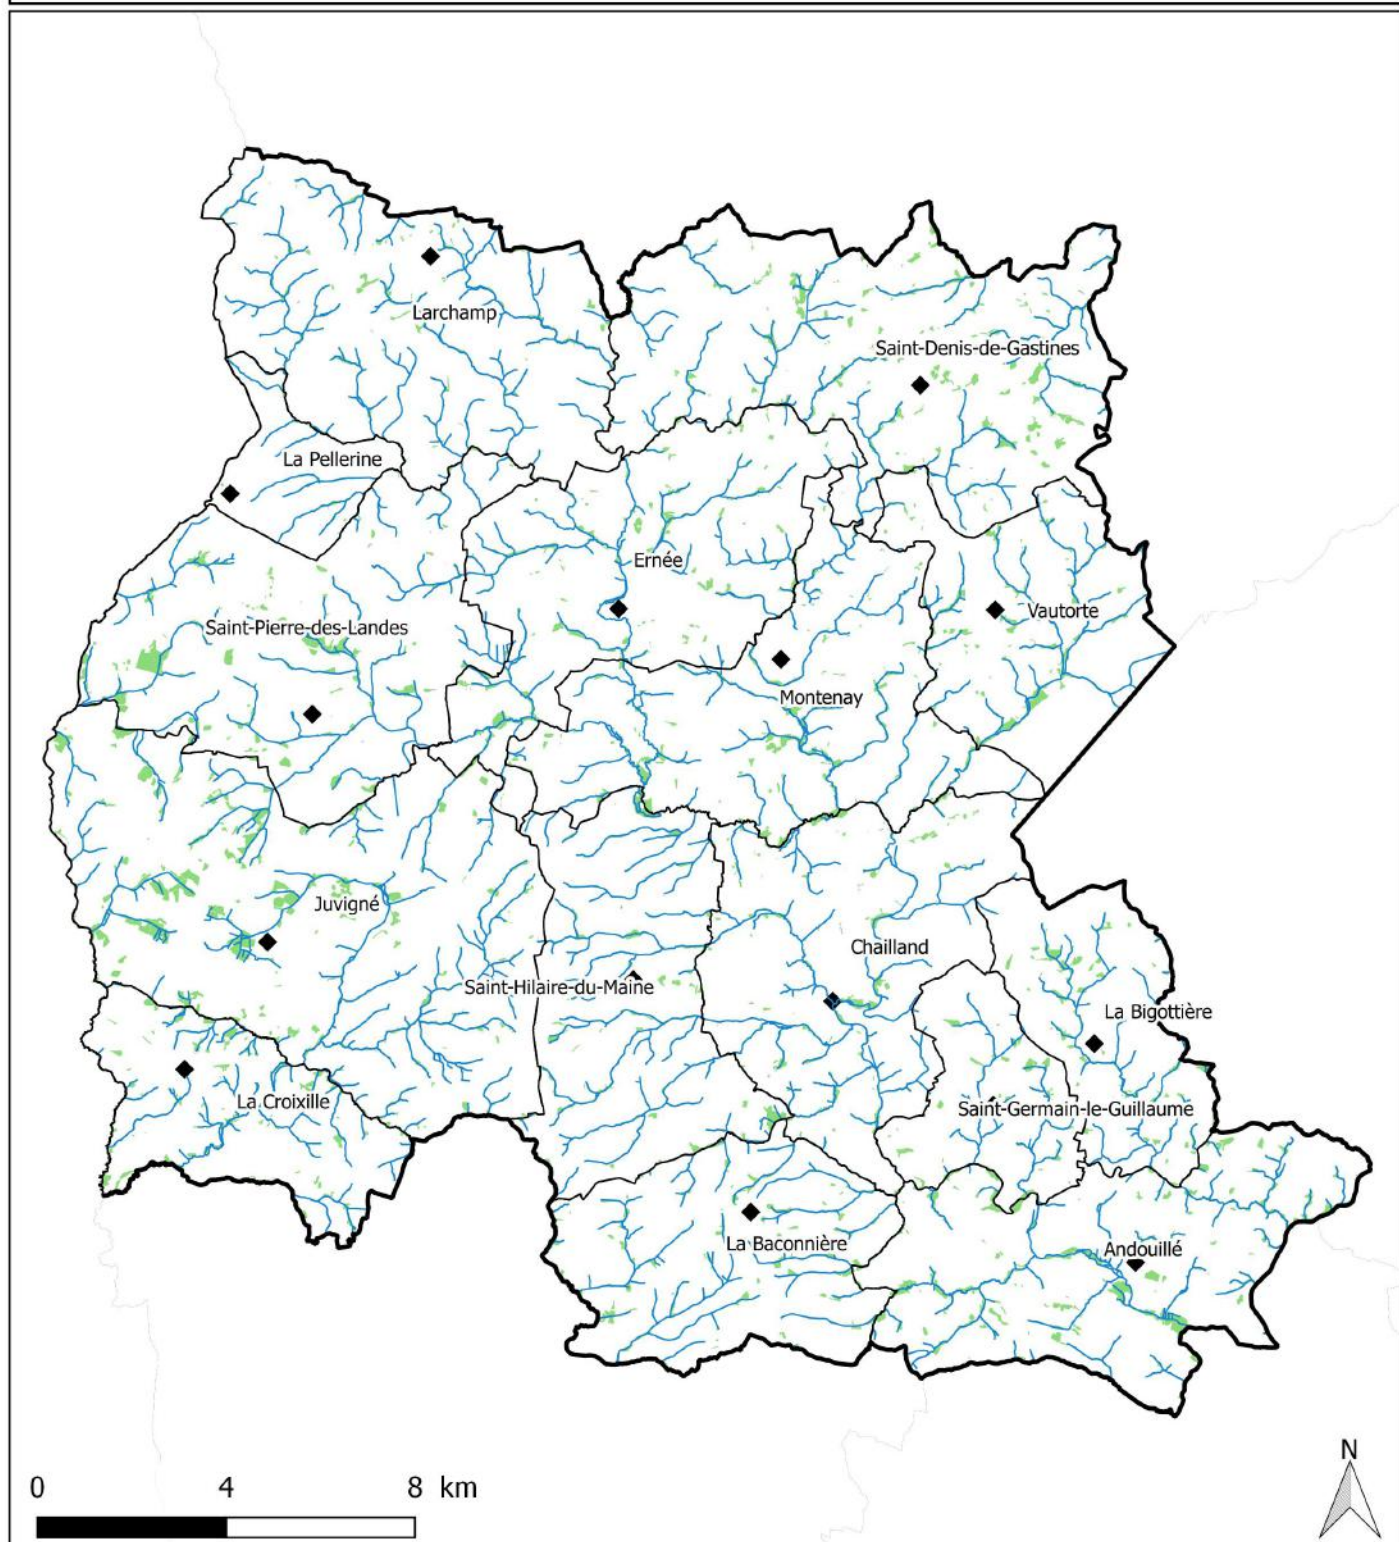 Larchamp
Saint-Denis-de-Gastines
La Pellerine
Ernée
Vautorte
Saint-Pierre-des-Landes
Montenay
Juvigné
Chailland
Saint-Hilaire-du-Maine
La Bigottière
La Croixille
Saint-Germain-le-Guillaume
La Baconnière
Andouillé
N
0 4 8 km